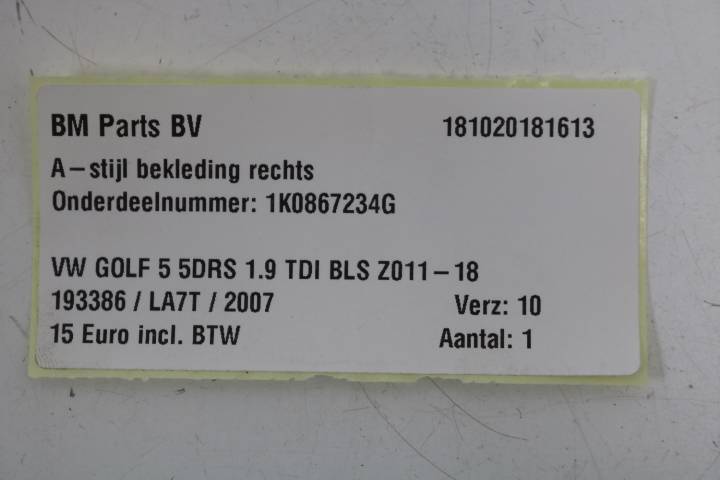 BM Parts BV 181020181613
A-stijl bekleding rechts
Onderdeelnummer: 1K0867234G
VW GOLF 5 5DRS 1.9 TDI BLS Z011-18
193386 / LA7T / 2007 Verz: 10
15 Euro incl. BTW Aantal: 1